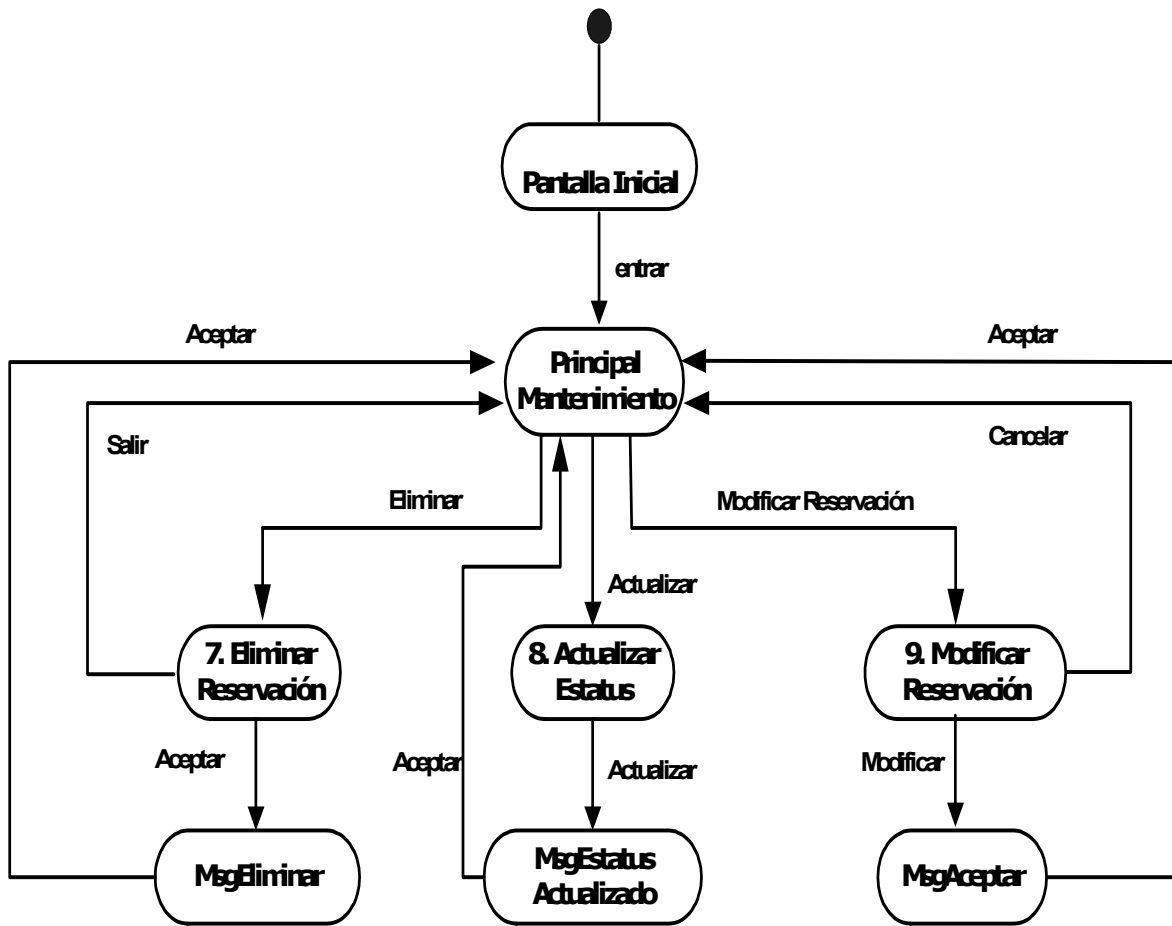 Pantalla Inicial
entrar
Aceptar
Aceptar
Principal
Mantenimiento
Salir
Cancelar
Eliminar
Modificar Reservación
Actualizar
7. Eliminar
Reservación
8. Actualizar
Estatus
9. Modificar
Reservación
Aceptar
Aceptar
Actualizar
Modificar
MsgEliminar
MsgEstatus
Actualizado
MsgAceptar